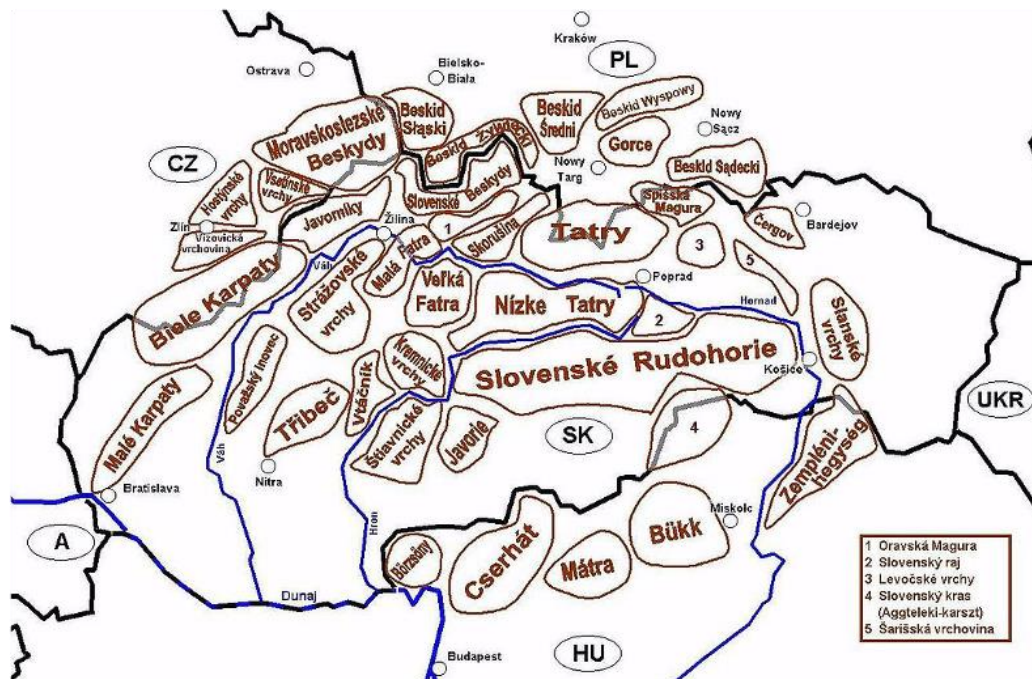 Kraków
PL
Ostrava
Bielsko-
Biała
Beskid
Śląski
Beskid
Średni
Beskid Wyspowy
Nowy
Sącz
Moravskoslezské
Beskydy
Beskid Żywiecki
Gorce
CZ
Nowy
Targ
Beskid Sądecki
Hostýnské
vrchy
Vsetínské
vrchy
Slovenské Beskydy
Spišská
Magura
Javorníky
Čergov
Bardejov
Zlín
Vizovická
vrchovina
Žilina
1
Skorušina
Tatry
3
Malá Fatra
5
Váh
Biele Karpaty
Strážovské
vrchy
Veľká
Fatra
Poprad
Nízke Tatry
Hornad
2
Slanské
vrchy
Kremnické
vrchy
Slovenské Rudohorie
Košice
Považský Inovec
Vtáčnik
Třibeč
Malé Karpaty
UKR
Štiavnické
vrchy
Javorie
SK
4
Váh
Nitra
Zempléni-
hegység
Bratislava
Miskolc
Hron
Bükk
A
Cserhát
Börzsöny
Mátra
Dunaj
1 Oravská Magura
2 Slovenský raj
3 Levočské vrchy
4 Slovenský kras
(Aggteleki-karszt)
5 Šarišská vrchovina
HU
Budapest